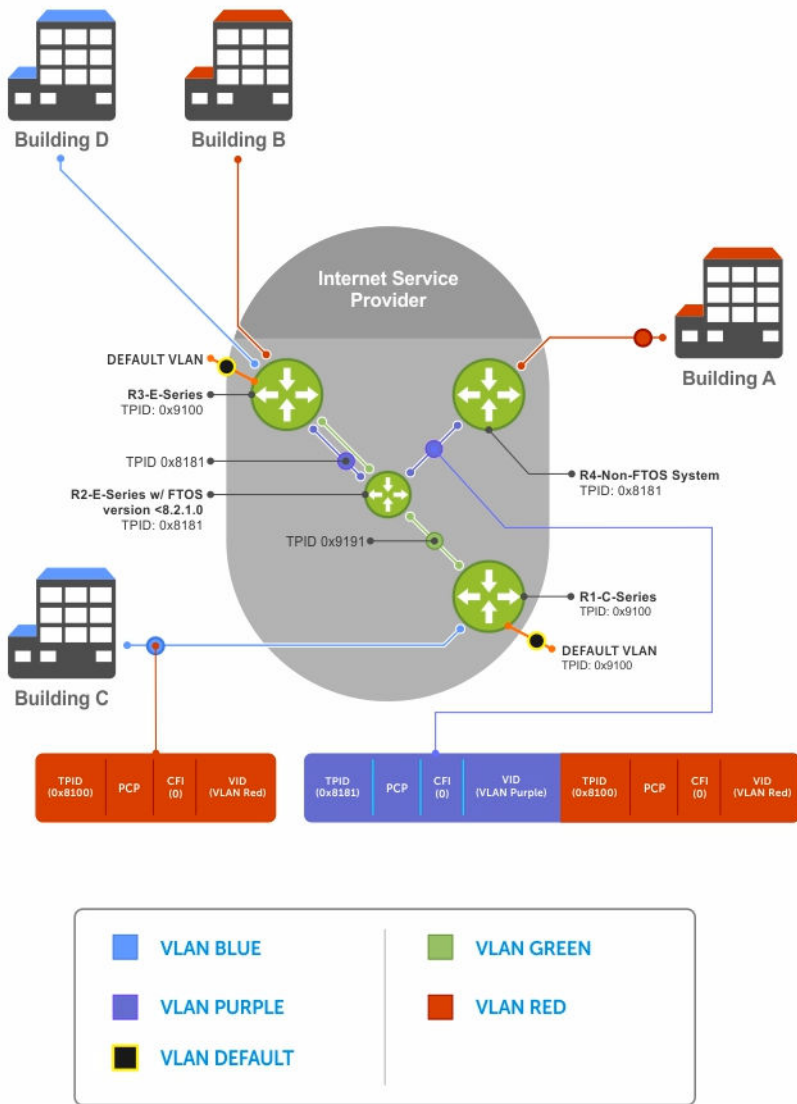 Building D
Building B
Internet Service
Provider
Building A
DEFAULT VLAN
R3-E-Series
TPID: 0x9100
TPID 0x8181
R2-E-Series w/ FTOS
version <8.2.1.0
TPID: 0x8181
R4-Non-FTOS System
TPID: 0x8181
TPID 0x9191
R1-C-Series
TPID: 0x9100
DEFAULT VLAN
TPID: 0x9100
Building C
TPID
(0x8100)
PCP
CFI
(0)
VID
(VLAN Red)
TPID
(0x8181)
PCP
CFI
(0)
VID
(VLAN Purple)
TPID
(0x8100)
PCP
CFI
(0)
VID
(VLAN Red)
VLAN BLUE
VLAN GREEN
VLAN PURPLE
VLAN RED
VLAN DEFAULT